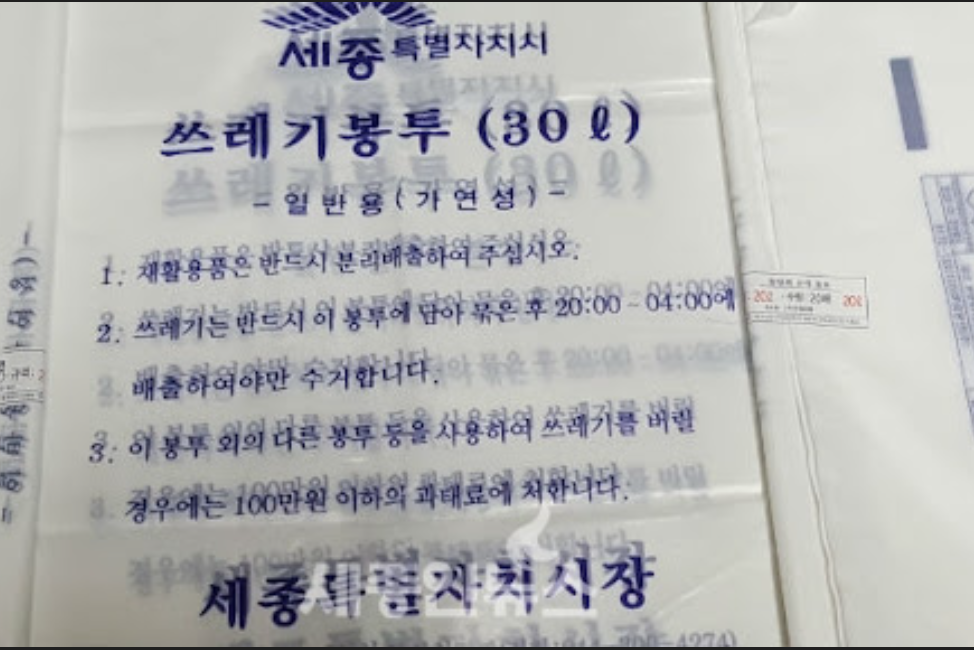 세종특별자치시
쓰레기봉투 (30ℓ)
- 일반용(가연성) -
1. 재활용품은 반드시 분리배출하여 주십시오.
2. 쓰레기는 반드시 이 봉투에 담아 묶은 후 20:00 - 04:00에
배출하여야만 수거합니다.
3. 이 봉투 외의 다른 봉투 등을 사용하여 쓰레기를 버릴
경우에는 100만원 이하의 과태료에 처합니다.
세종특별자치시장